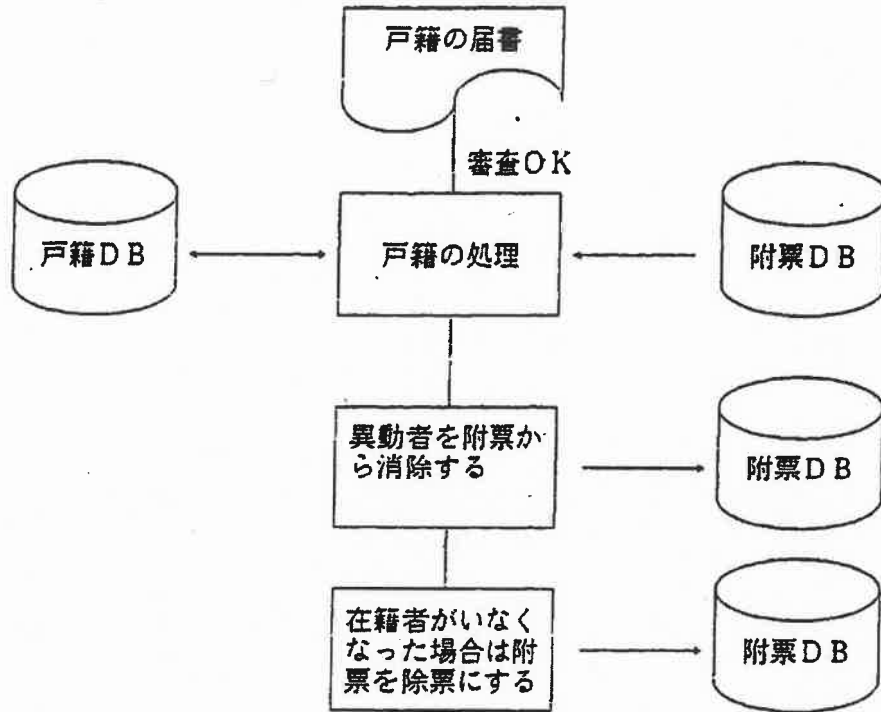 戸籍の届書
審査OK
戸籍DB
戸籍の処理
附票DB
異動者を附票か
ら消除する
附票DB
在籍者がいなく
なった場合は附
票を除票にする
附票DB